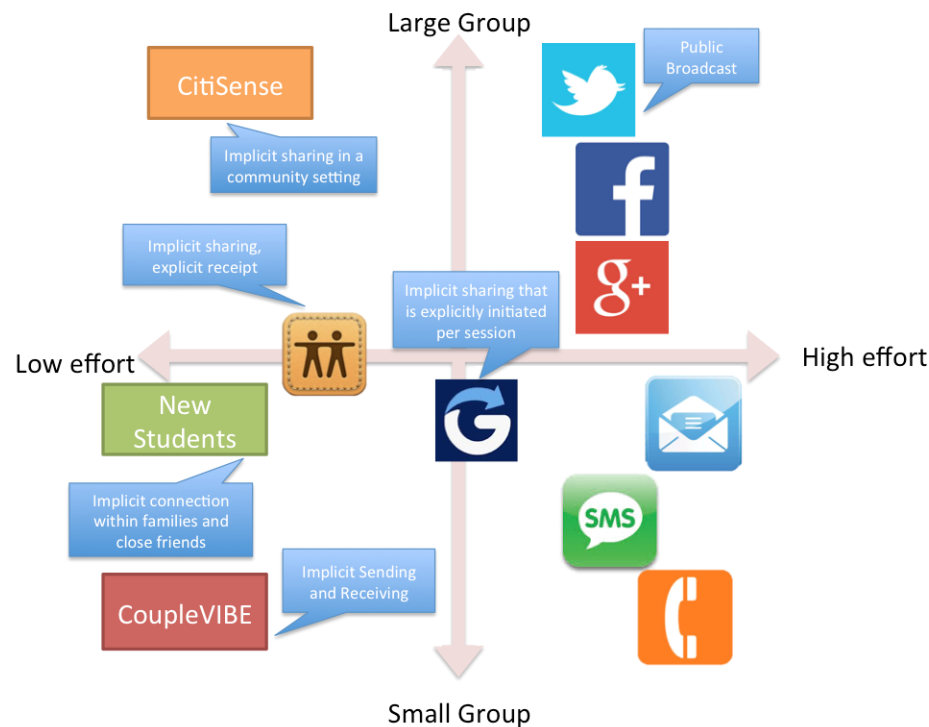 Large Group
CitiSense
Public
Broadcast
Implicit sharing in a
community setting
f
Implicit sharing,
explicit receipt
g+
Implicit sharing that
is explicitly initiated
per session
Low effort
High effort
New
Students
G
Implicit connection
within families and
close friends
SMS
CoupleVIBE
Implicit Sending
and Receiving
Small Group